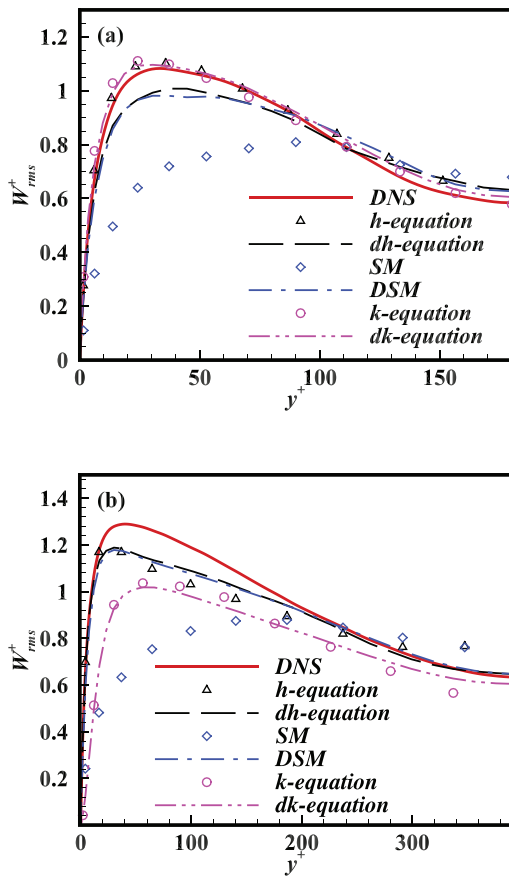 (a)
1.2
1
0.8
0.6
0.4
0.2
0
W+rms
DNS
h-equation
dh-equation
SM
DSM
k-equation
dk-equation
0 50 100 150
y+
(b)
1.4
1.2
1
0.8
0.6
0.4
0.2
W+rms
DNS
h-equation
dh-equation
SM
DSM
k-equation
dk-equation
0 100 200 300
y+